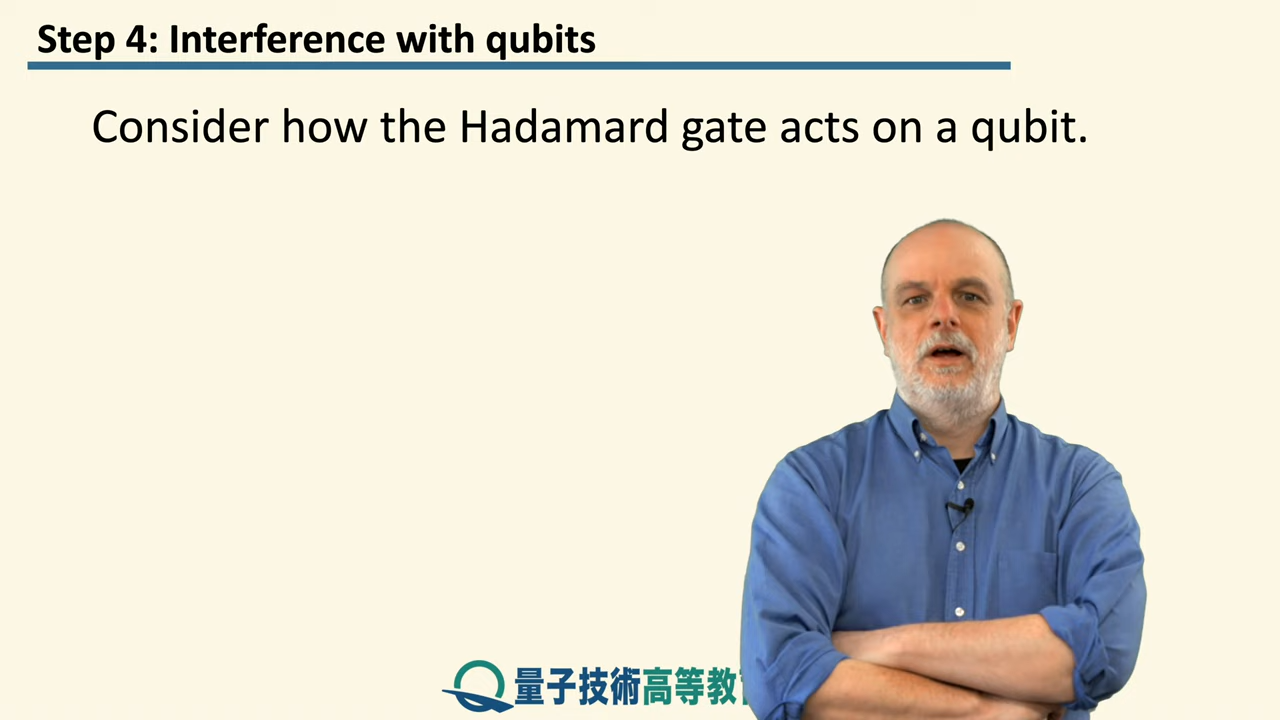 Step 4: Interference with qubits
Consider how the Hadamard gate acts on a qubit.
量子技術高等教